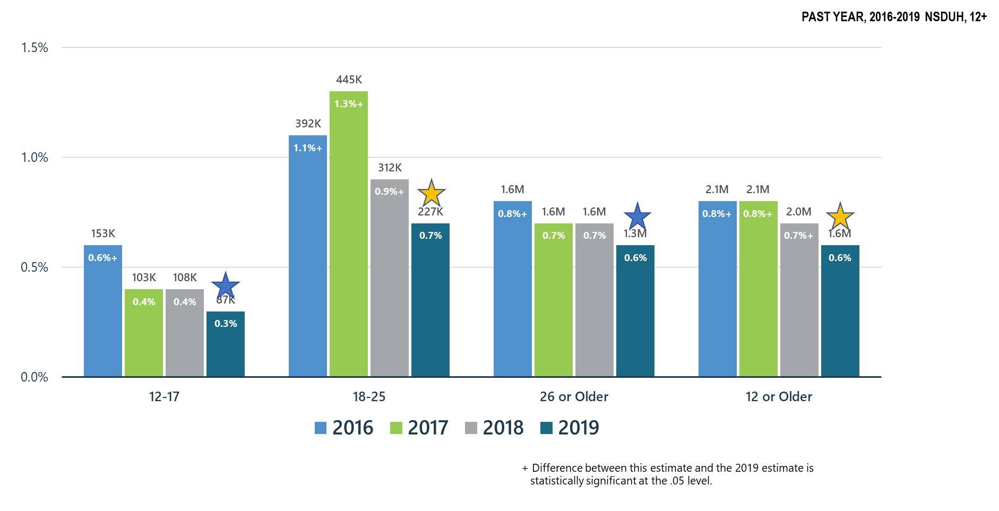 PAST YEAR, 2016-2019 NSDUH, 12+
1.5%
1.0%
0.5%
0.0%
153K
0.6%+
103K
0.4%
108K
0.4%
87K
0.3%
392K
1.1%+
445K
1.3%+
312K
0.9%+
227K
0.7%
1.6M
0.8%+
1.6M
0.7%
1.6M
0.7%
1.3M
0.6%
2.1M
0.8%+
2.1M
0.8%+
2.0M
0.7%+
1.6M
0.6%
12-17
18-25
26 or Older
12 or Older
2016 2017 2018 2019
+ Difference between this estimate and the 2019 estimate is
statistically significant at the .05 level.